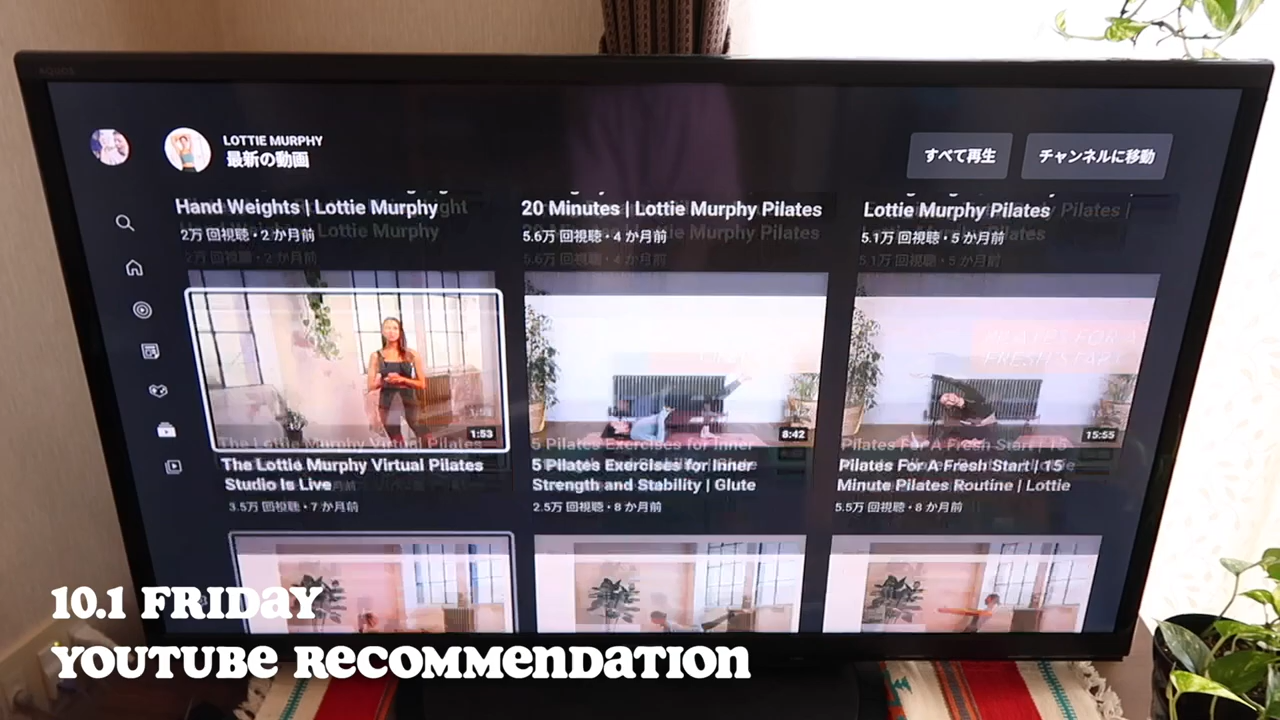 AQUOS
LOTTIE MURPHY
最新の動画
すべて再生
チャンネルに移動
Hand Weights | Lottie Murphy
2万 回視聴・2 か月前
20 Minutes | Lottie Murphy Pilates
5.6万 回視聴・4 か月前
Lottie Murphy Pilates
5.1万 回視聴・5 か月前
PILATES FOR A
FRESH START
1:53
8:42
15:55
The Lottie Murphy Virtual Pilates
Studio Is Live
3.5万 回視聴・7 か月前
5 Pilates Exercises for Inner
Strength and Stability | Glute
2.5万 回視聴・8 か月前
Pilates For A Fresh Start | 15
Minute Pilates Routine | Lottie
5.5万 回視聴・8 か月前
10.1 FRIDAY
YOUTUBE RECOMMENDATION